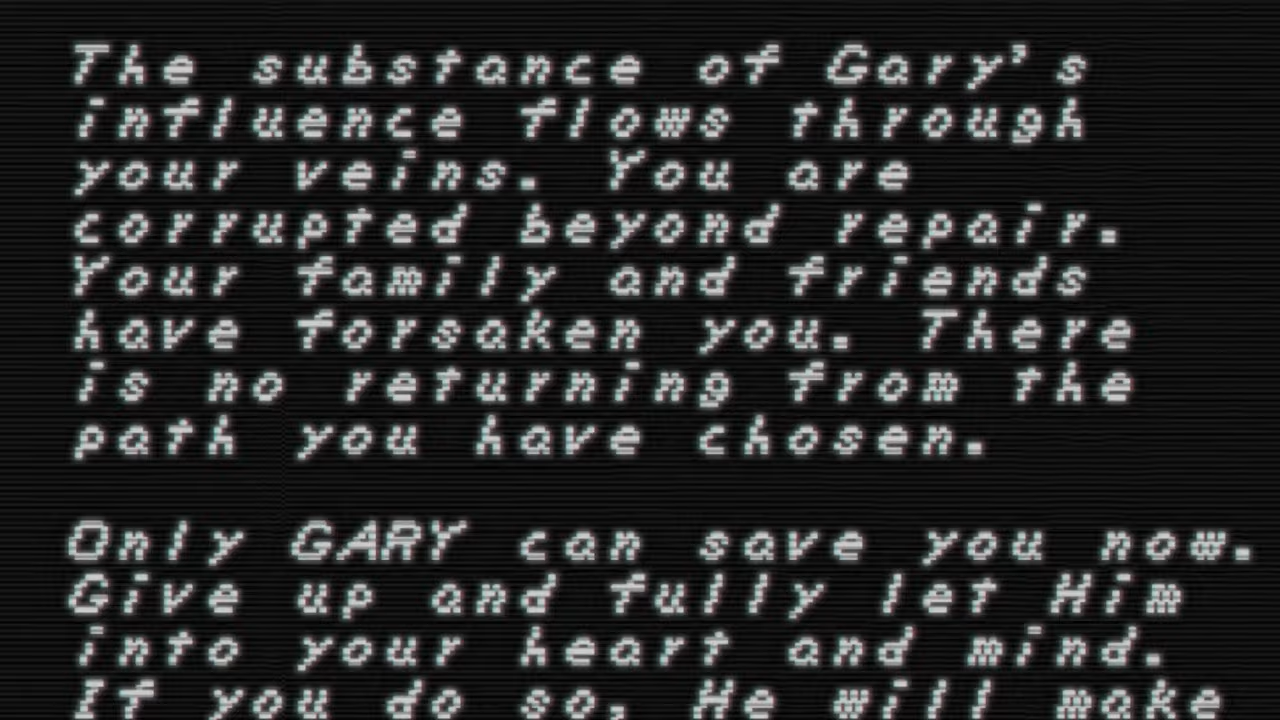 The substance of Gary's
influence flows through
your veins. You are
corrupted beyond repair.
Your family and friends
have forsaken you. There
is no returning from the
path you have chosen.
Only GARY can save you now.
Give up and fully let Him
into your heart and mind.
If you do so, He will make